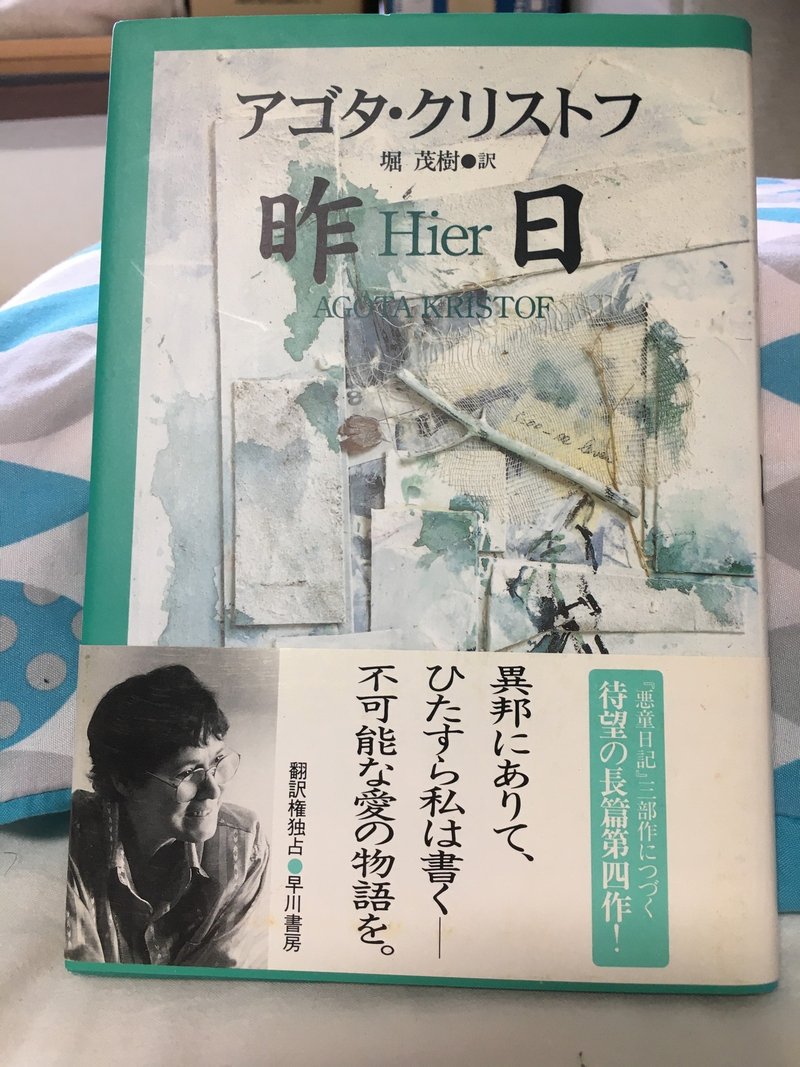 アゴタ・クリストフ
堀 茂樹●訳
昨 Hier 日
AGOTA KRISTOF
『悪童日記』三部作につづく
待望の長篇第四作！
異邦にありて、
ひたすら私は書く——
不可能な愛の物語を。
翻訳権独占●早川書房